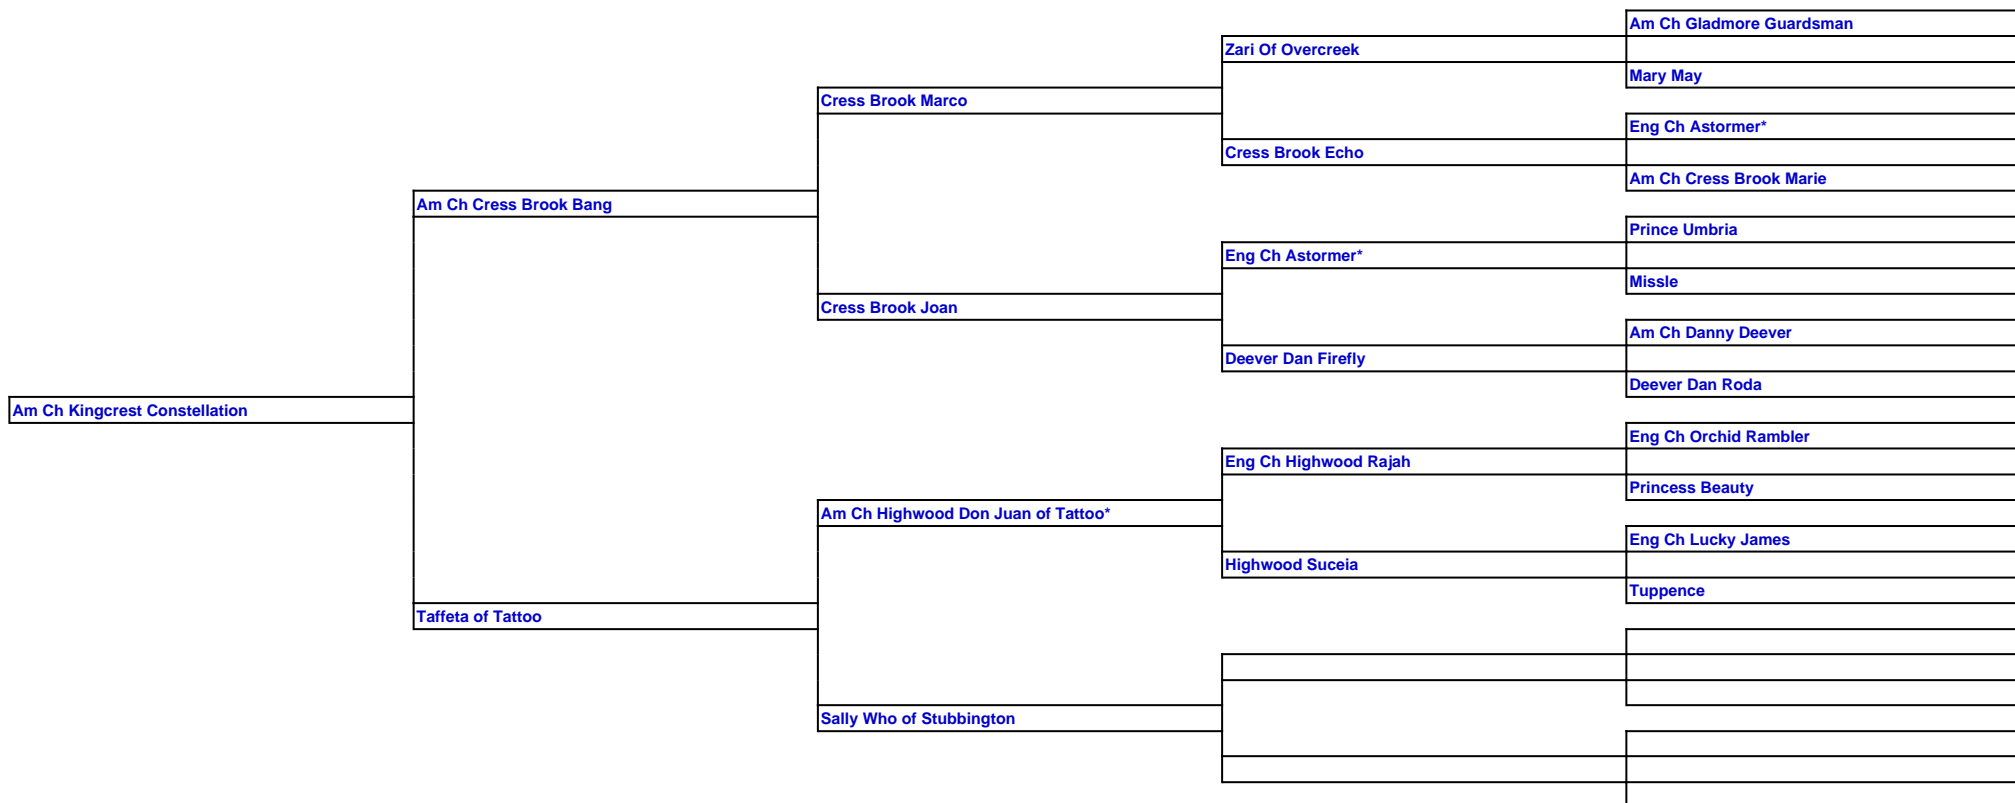 Am Ch Gladmore Guardsman
Zari Of Overcreek
Mary May
Cress Brook Marco
Eng Ch Astormer*
Cress Brook Echo
Am Ch Cress Brook Marie
Am Ch Cress Brook Bang
Prince Umbria
Eng Ch Astormer*
Missle
Cress Brook Joan
Am Ch Danny Deever
Deever Dan Firefly
Deever Dan Roda
Am Ch Kingcrest Constellation
Eng Ch Orchid Rambler
Eng Ch Highwood Rajah
Princess Beauty
Am Ch Highwood Don Juan of Tattoo*
Eng Ch Lucky James
Highwood Suceia
Tuppence
Taffeta of Tattoo
Sally Who of Stubbington